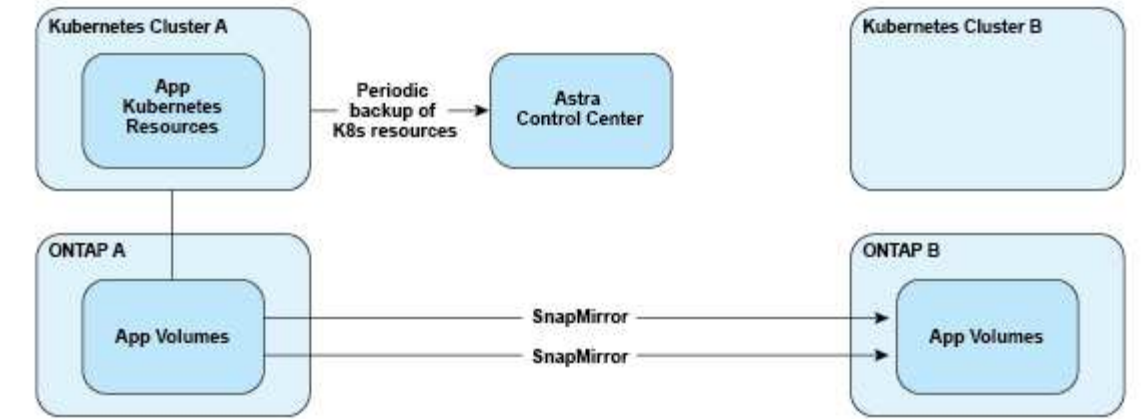 Kubernetes Cluster A
App
Kubernetes
Resources
Periodic
backup of
K8s resources
Astra
Control Center
Kubernetes Cluster B
ONTAP A
App Volumes
SnapMirror
SnapMirror
ONTAP B
App Volumes